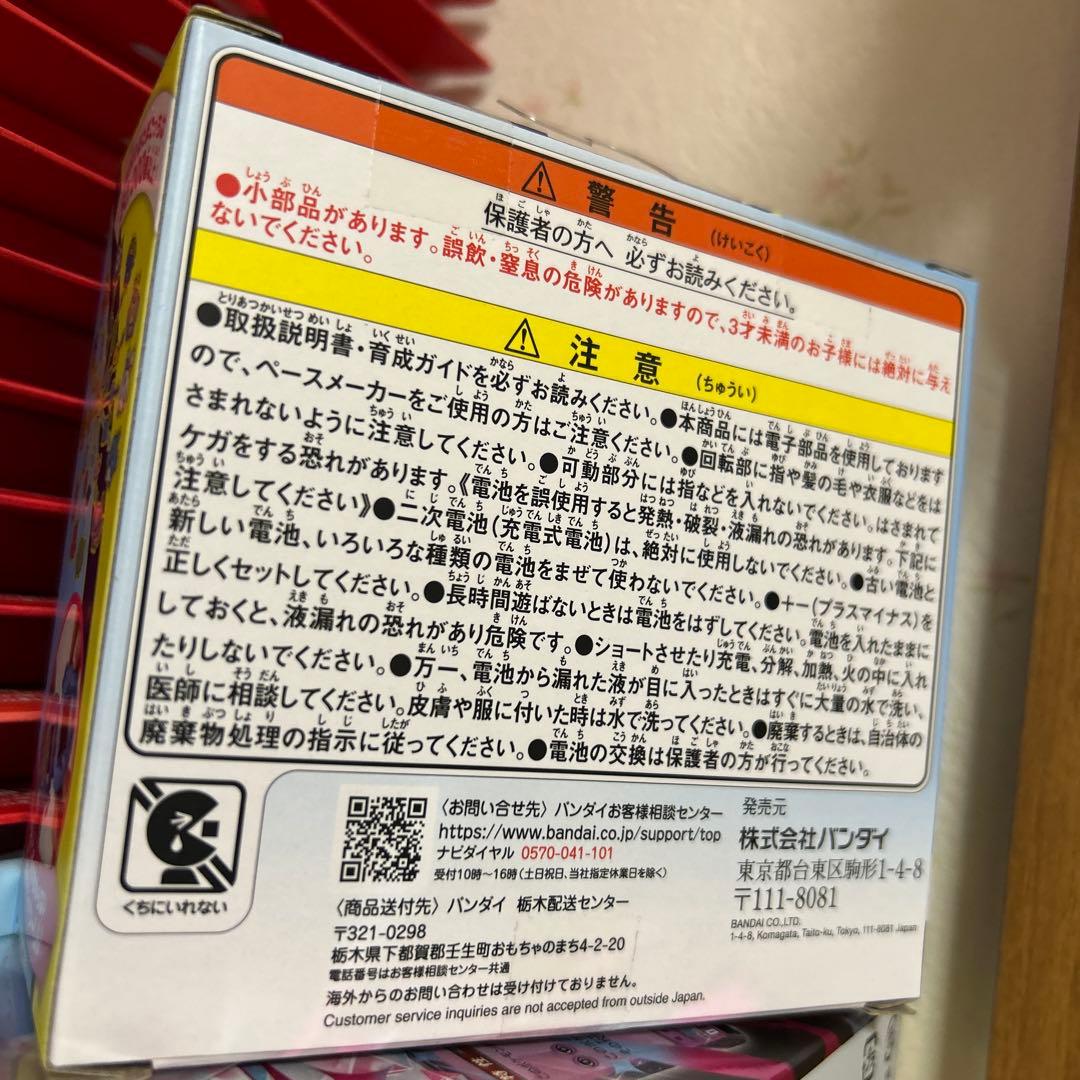 警告 (けいこく)
保護者の方へ 必ずお読みください。
●小部品があります。誤飲・窒息の危険がありますので、3才未満のお子様には絶対に与え
ないでください。
注意 (ちゅうい)
●取扱説明書・育成ガイドを必ずお読みください。●本商品には電子部品を使用しております
ので、ペースメーカーをご使用の方はご注意ください。●回転部に指や髪の毛や衣服などをは
さまれないように注意してください。●可動部分には指などを入れないでください。はさまれて
ケガをする恐れがあります。《電池を誤使用すると発熱・破裂・液漏れの恐れがあります。下記に
注意してください》●二次電池(充電式電池)は、絶対に使用しないでください。●古い電池と
新しい電池、いろいろな種類の電池をまぜて使わないでください。●+-(プラスマイナス)を
正しくセットしてください。●長時間遊ばないときは電池をはずしてください。電池を入れたままに
しておくと、液漏れの恐れがあり危険です。●ショートさせたり充電、分解、加熱、火の中に入れ
たりしないでください。●万一、電池から漏れた液が目に入ったときはすぐに大量の水で洗い、
医師に相談してください。皮膚や服に付いた時は水で洗ってください。●廃棄するときは、自治体の
廃棄物処理の指示に従ってください。●電池の交換は保護者の方が行ってください。
くちにいれない
〈お問い合せ先〉バンダイお客様相談センター
https://www.bandai.co.jp/support/top
ナビダイヤル 0570-041-101
受付10時〜16時(土日祝日、当社指定休業日を除く)
〈商品送付先〉バンダイ 栃木配送センター
〒321-0298
栃木県下都賀郡壬生町おもちゃのまち4-2-20
電話番号はお客様相談センター共通
海外からのお問い合わせは受け付けておりません。
Customer service inquiries are not accepted from outside Japan.
発売元
株式会社バンダイ
東京都台東区駒形1-4-8
〒111-8081
BANDAI CO.,LTD.
1-4-8, Komagata, Taito-ku, Tokyo, 111-8081 Japan